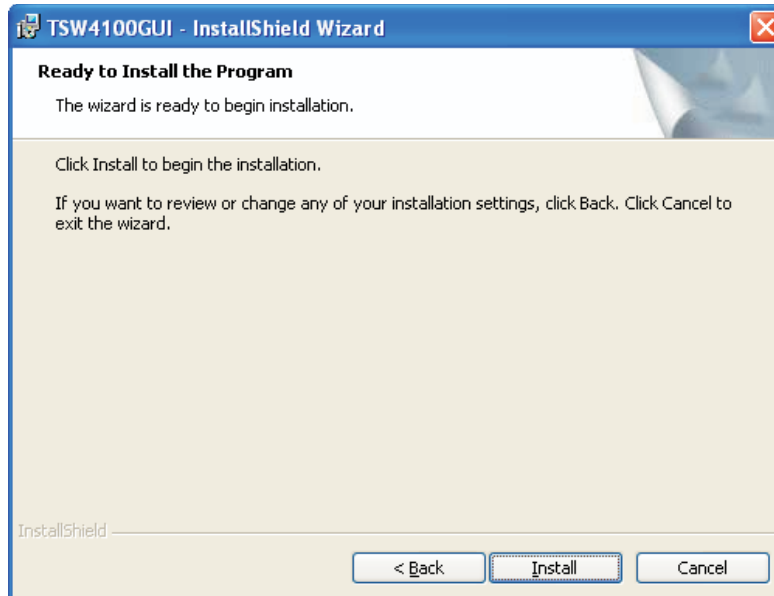 TSW4100GUI - InstallShield Wizard
Ready to Install the Program
The wizard is ready to begin installation.
Click Install to begin the installation.
If you want to review or change any of your installation settings, click Back. Click Cancel to
exit the wizard.
InstallShield
< Back Install Cancel